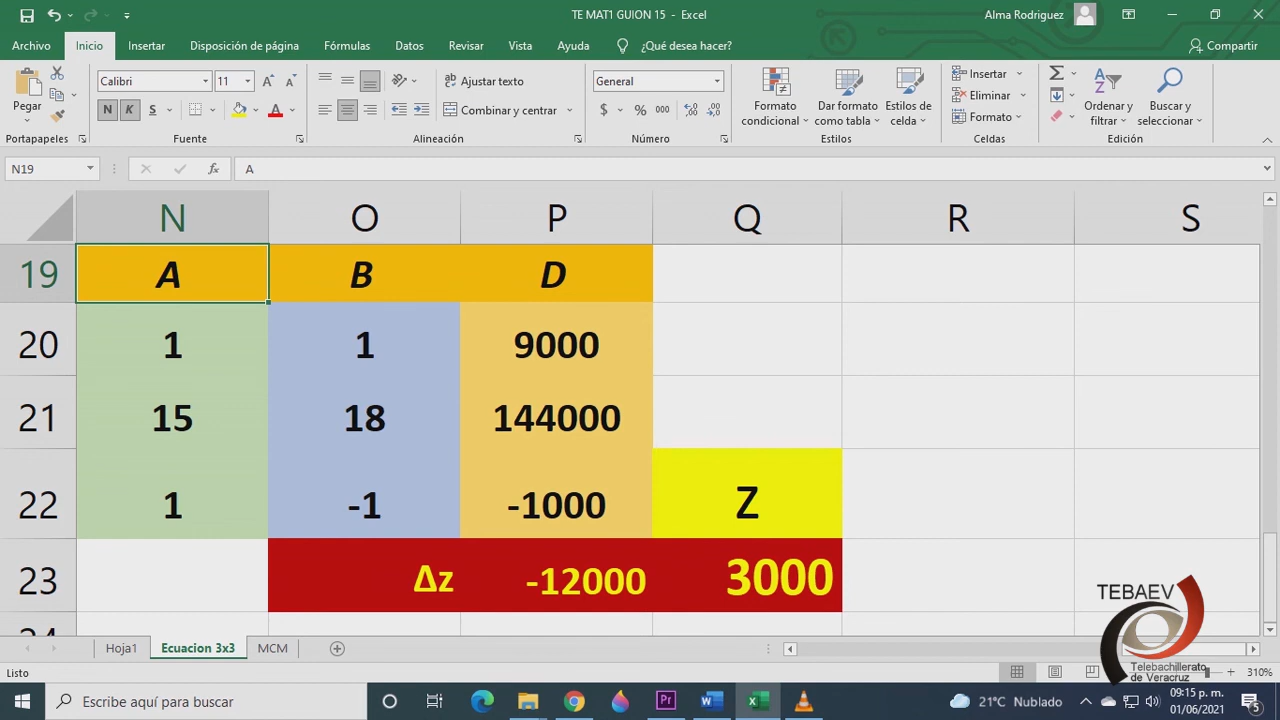 TE MAT1 GUION 15 - Excel
Alma Rodriguez
Archivo Inicio Insertar Disposición de página Fórmulas Datos Revisar Vista Ayuda ¿Qué desea hacer? Compartir
Pegar
Calibri 11
N K S
Ajustar texto
Combinar y centrar
General
$ % 000
Formato condicional
Dar formato como tabla
Estilos de celda
Insertar
Eliminar
Formato
Ordenar y filtrar
Buscar y seleccionar
Portapapeles Fuente Alineación Número Estilos Celdas Edición
N19 fx A
N O P Q R S
19 A B D
20 1 1 9000
21 15 18 144000
22 1 -1 -1000 Z
23 Δz -12000 3000
TEBAEV
Telebachillerato
de Veracruz
Hoja1 Ecuacion 3x3 MCM
Listo
310%
Escribe aquí para buscar
21°C Nublado
09:15 p. m.
01/06/2021
5